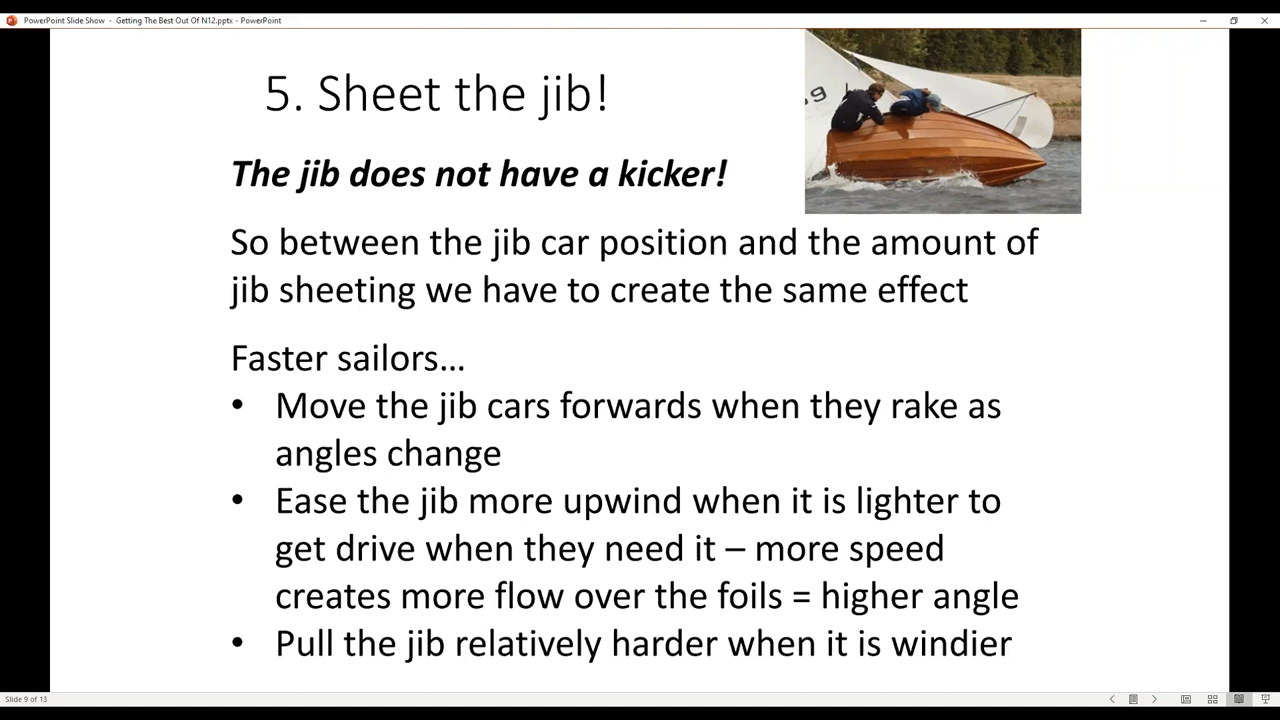 PowerPoint Slide Show - Getting The Best Out Of N12.pptx - PowerPoint
5. Sheet the jib!
9
The jib does not have a kicker!
So between the jib car position and the amount of
jib sheeting we have to create the same effect
Faster sailors…
• Move the jib cars forwards when they rake as
angles change
• Ease the jib more upwind when it is lighter to
get drive when they need it – more speed
creates more flow over the foils = higher angle
• Pull the jib relatively harder when it is windier
Slide 9 of 13